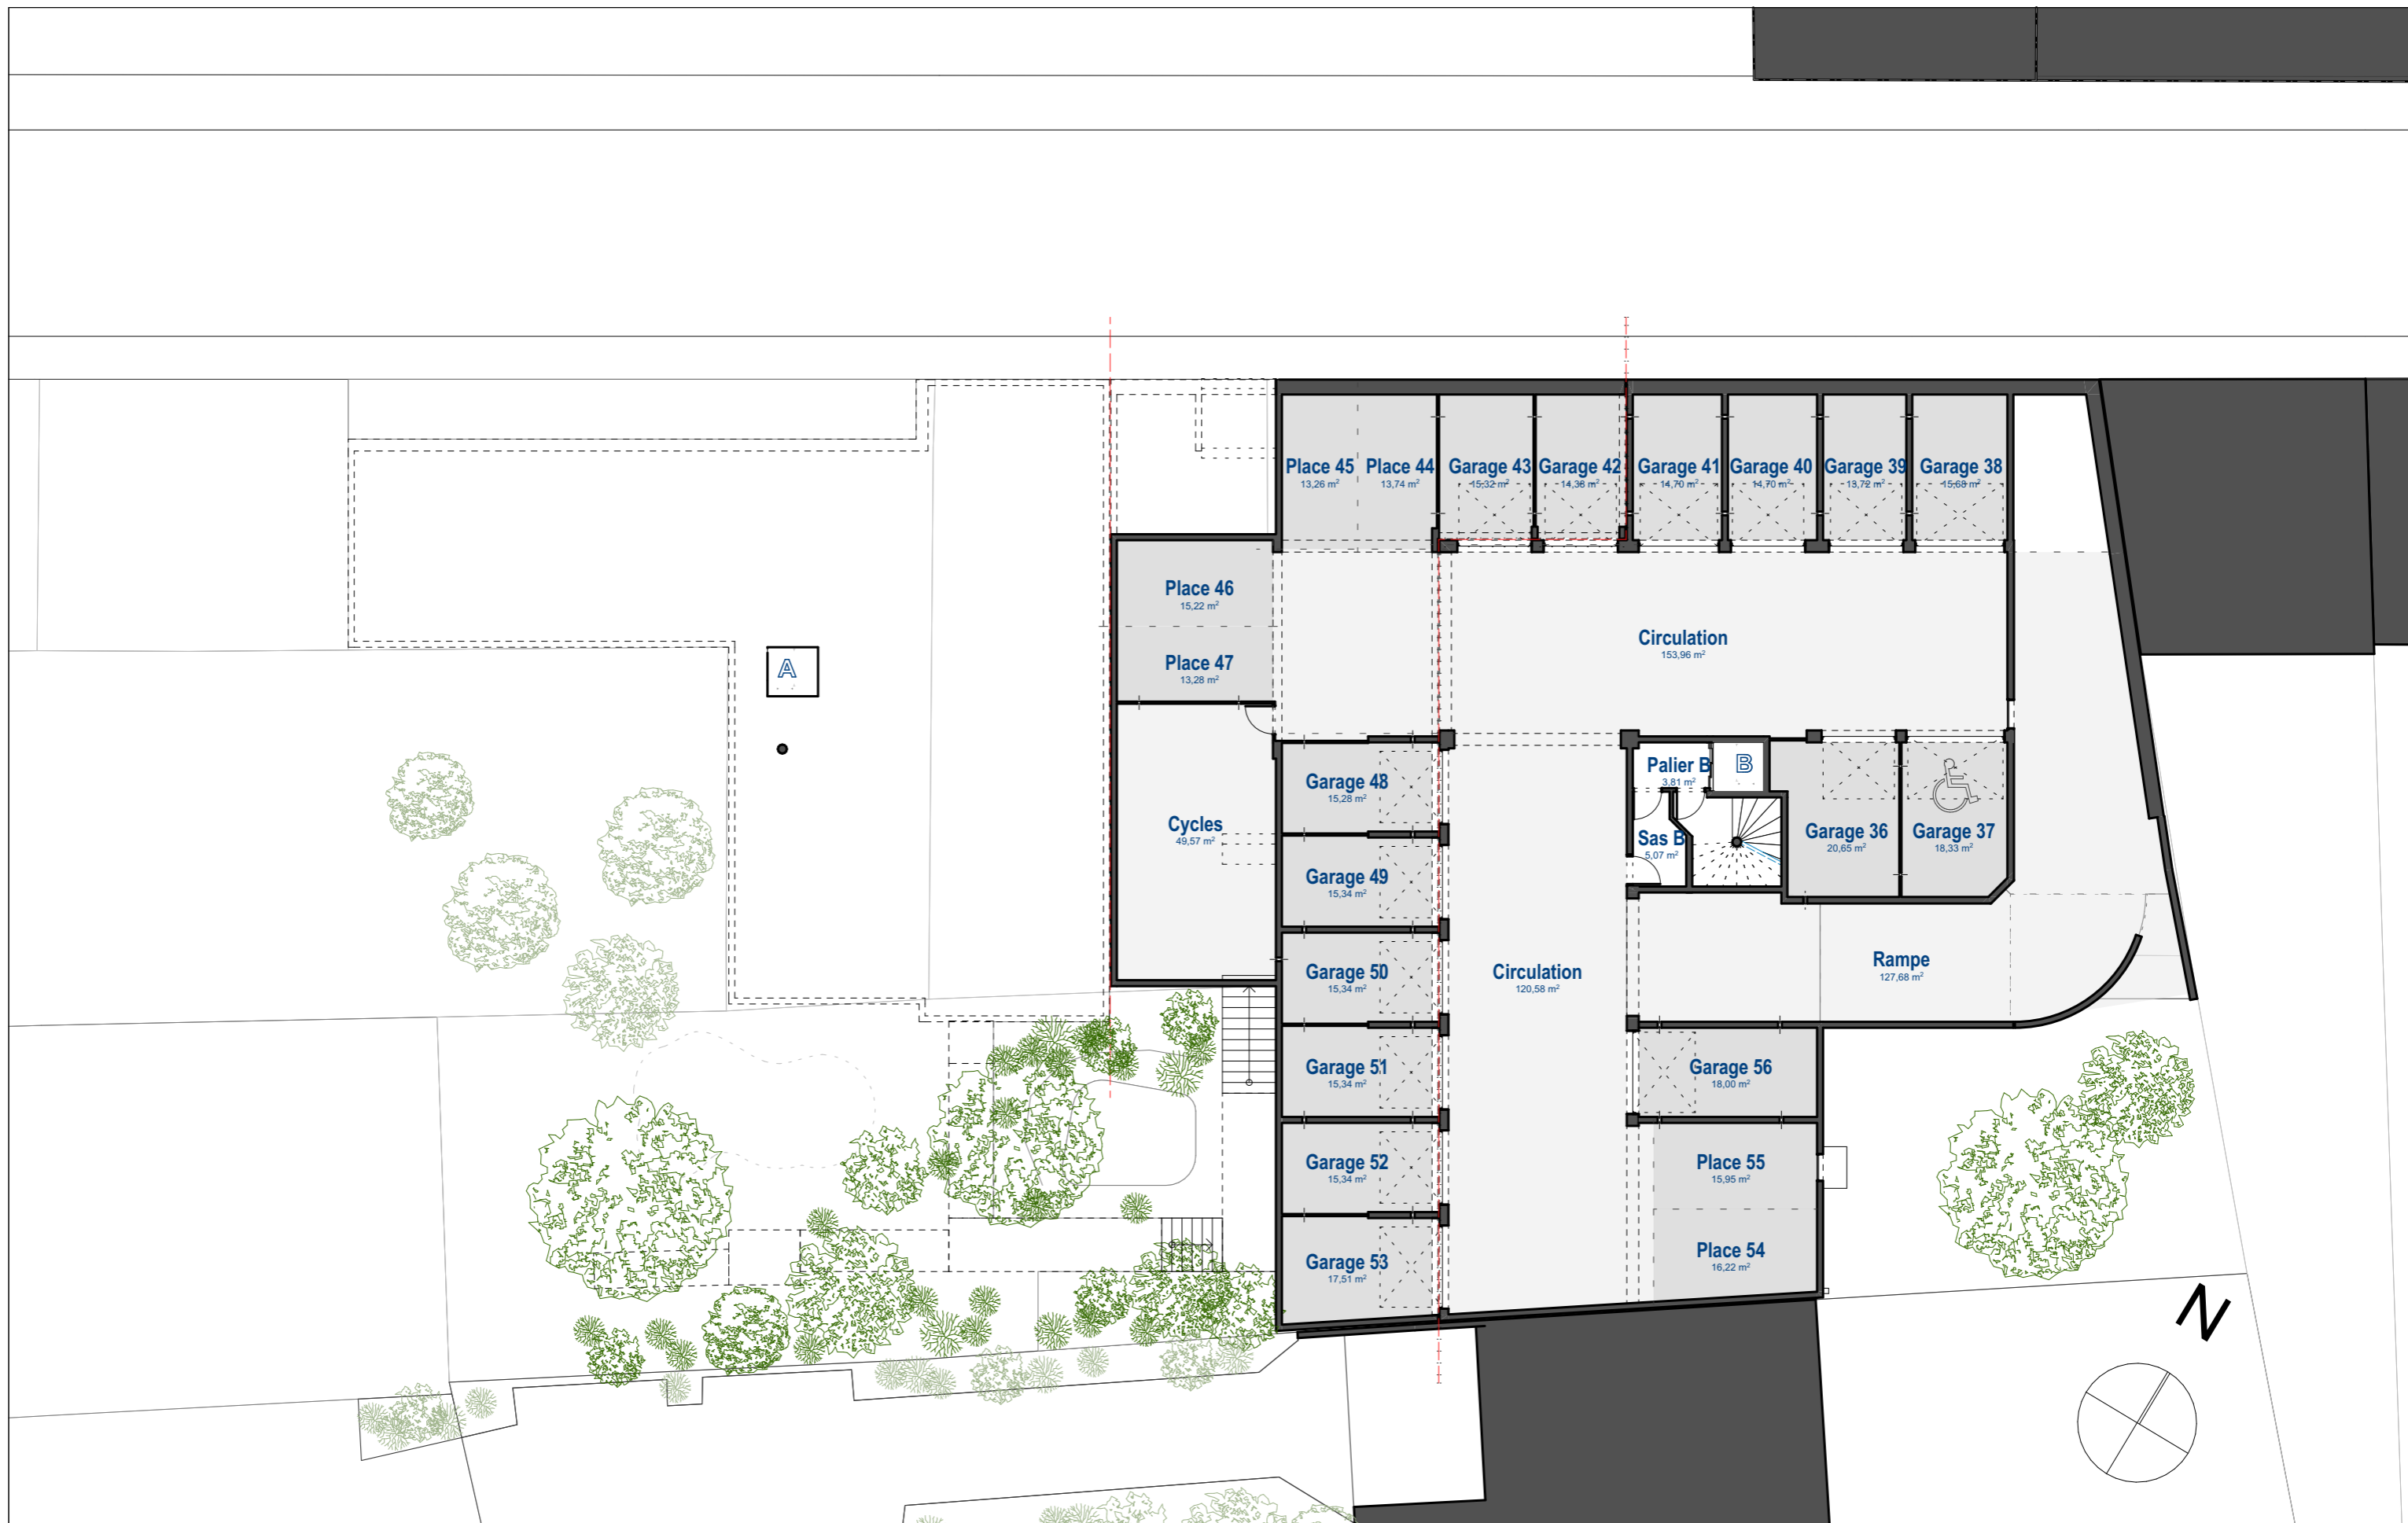 Place 45
13,26 m²
Place 44
13,74 m²
Garage 43
15,32 m²
Garage 42
14,38 m²
Garage 41
14,70 m²
Garage 40
14,70 m²
Garage 39
13,72 m²
Garage 38
15,68 m²
Place 46
15,22 m²
Circulation
153,96 m²
Place 47
13,28 m²
A
Palier B
3,81 m²
B
Garage 48
15,28 m²
Cycles
49,57 m²
Sas B
5,07 m²
Garage 36
20,65 m²
Garage 37
18,33 m²
Garage 49
15,34 m²
Garage 50
15,34 m²
Circulation
120,58 m²
Rampe
127,68 m²
Garage 51
15,34 m²
Garage 56
18,00 m²
Garage 52
15,34 m²
Place 55
15,95 m²
Garage 53
17,51 m²
Place 54
16,22 m²
N